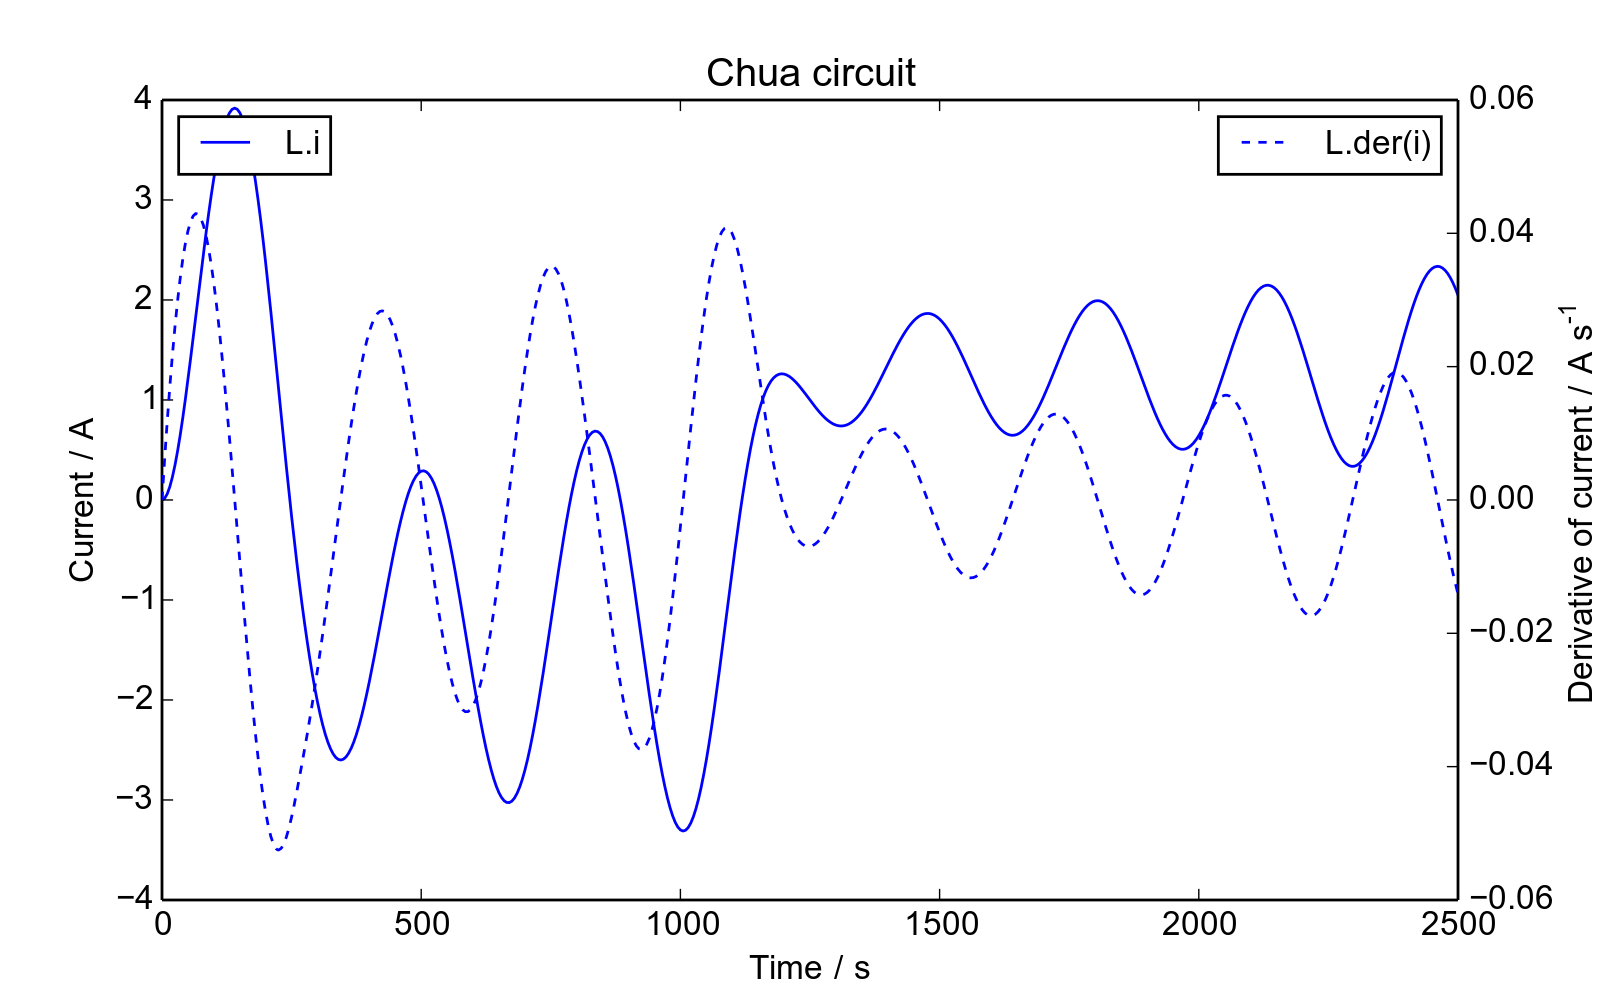 Chua circuit
4
3
2
1
0
−1
−2
−3
−4
Current / A
L.i
L.der(i)
0.06
0.04
0.02
0.00
−0.02
−0.04
−0.06
Derivative of current / A s⁻¹
0 500 1000 1500 2000 2500
Time / s